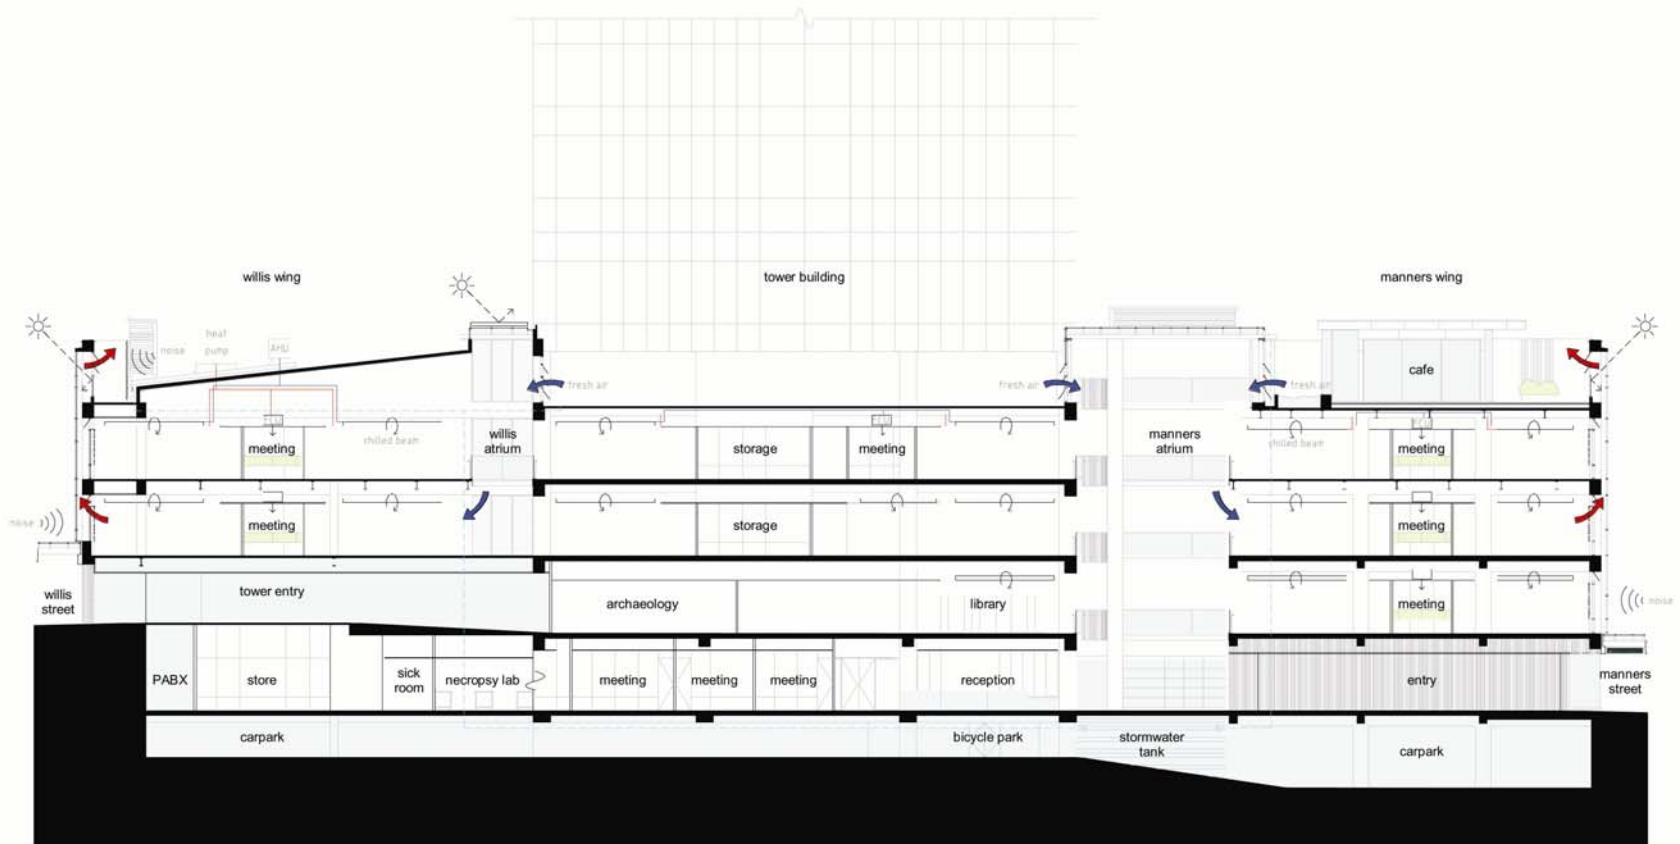 willis wing
tower building
manners wing
heat
pump
AHU
noise
fresh air
fresh air
fresh air
cafe
chilled beam
chilled beam
meeting
willis
atrium
storage
meeting
manners
atrium
meeting
noise
meeting
storage
meeting
willis
street
tower entry
archaeology
library
meeting
noise
PABX
store
sick
room
necropsy lab
meeting
meeting
meeting
reception
entry
manners
street
carpark
bicycle park
stormwater
tank
carpark